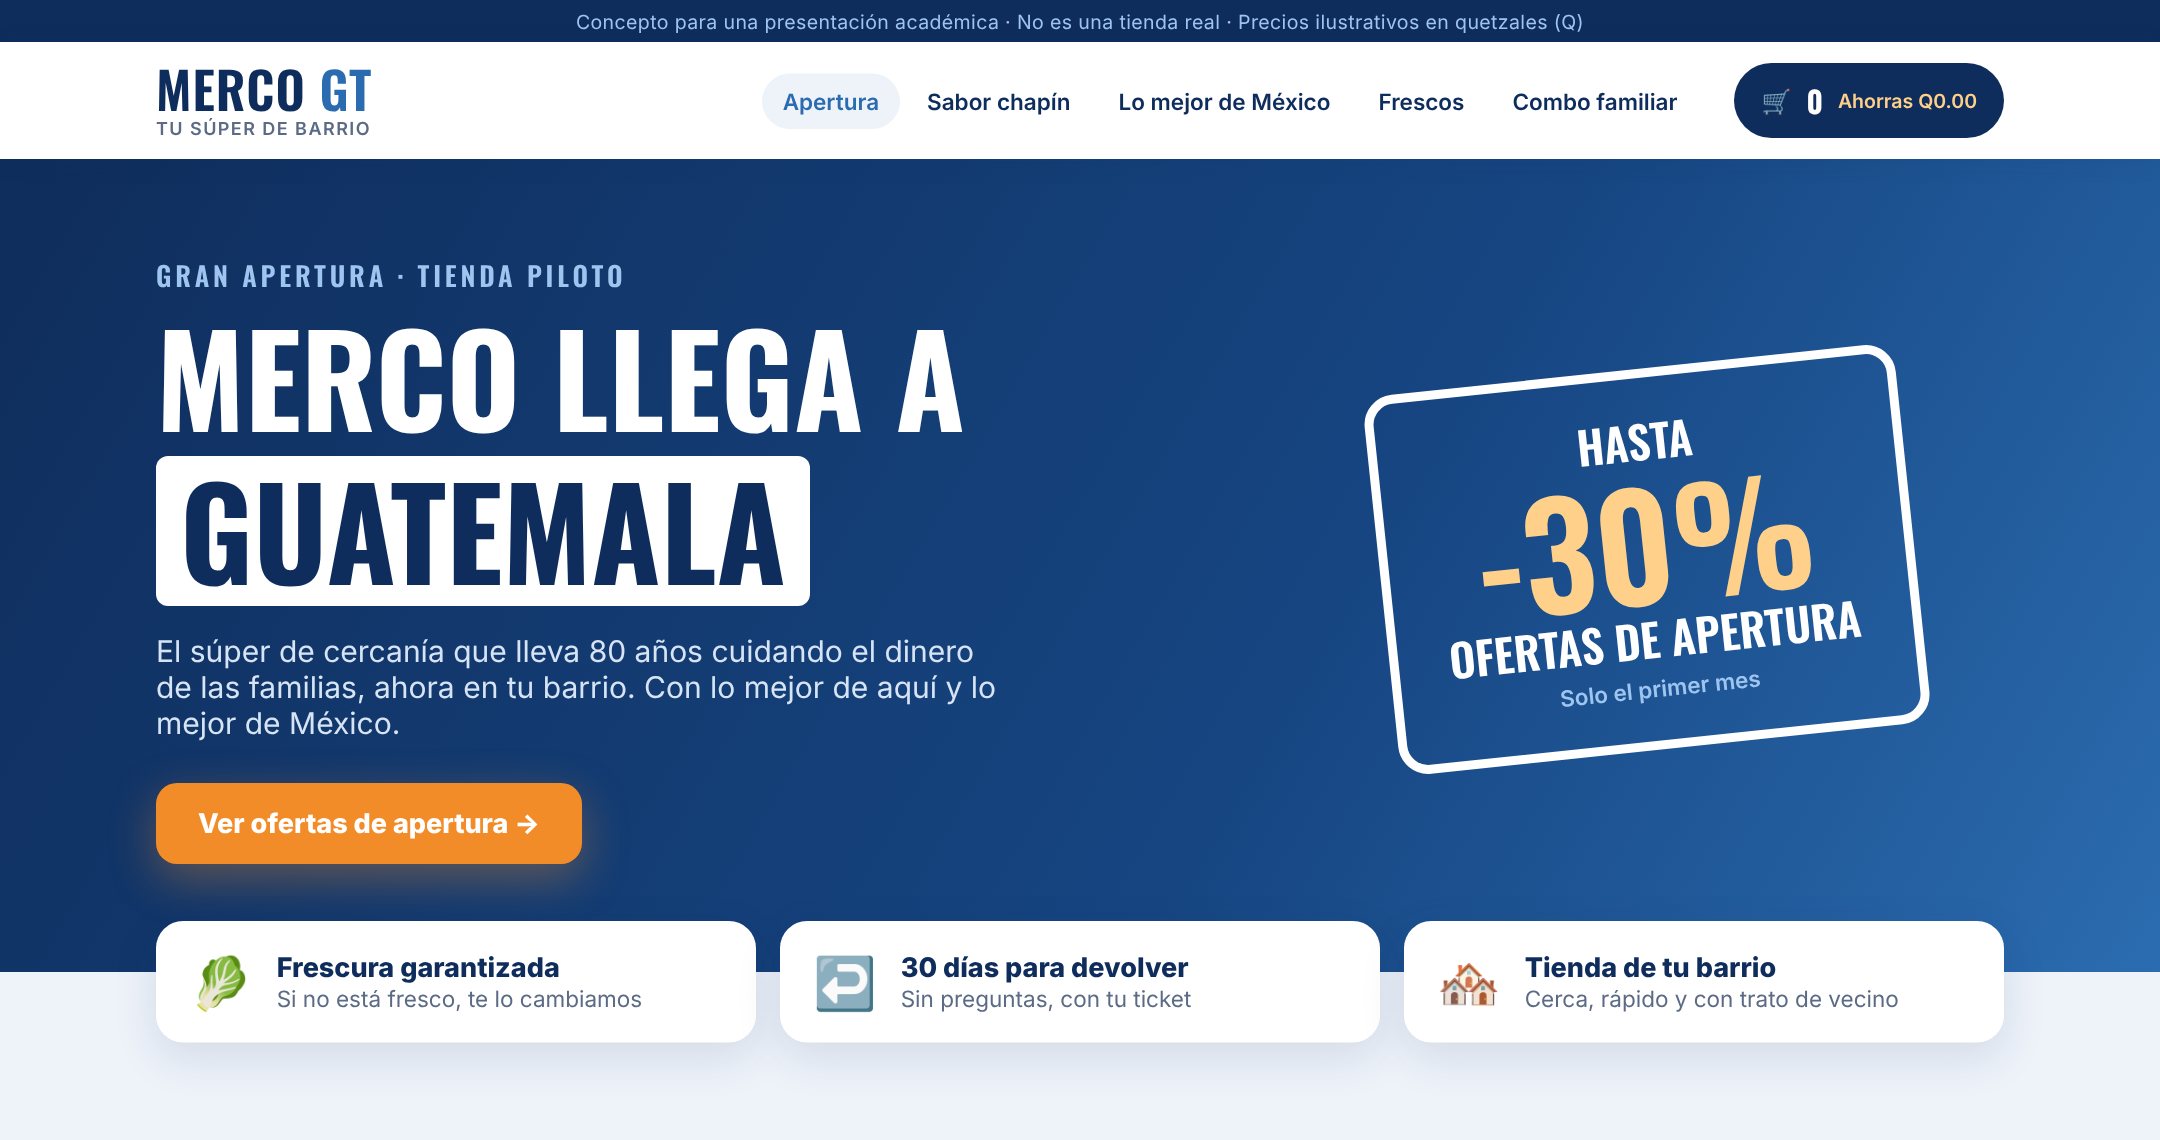 Concepto para una presentación académica · No es una tienda real · Precios ilustrativos en quetzales (Q)
MERCO GT
TU SÚPER DE BARRIO
Apertura
Sabor chapín
Lo mejor de México
Frescos
Combo familiar
0 Ahorras Q0.00
GRAN APERTURA · TIENDA PILOTO
MERCO LLEGA A
GUATEMALA
El súper de cercanía que lleva 80 años cuidando el dinero
de las familias, ahora en tu barrio. Con lo mejor de aquí y lo
mejor de México.
Ver ofertas de apertura →
HASTA
-30%
OFERTAS DE APERTURA
Solo el primer mes
Frescura garantizada
Si no está fresco, te lo cambiamos
30 días para devolver
Sin preguntas, con tu ticket
Tienda de tu barrio
Cerca, rápido y con trato de vecino